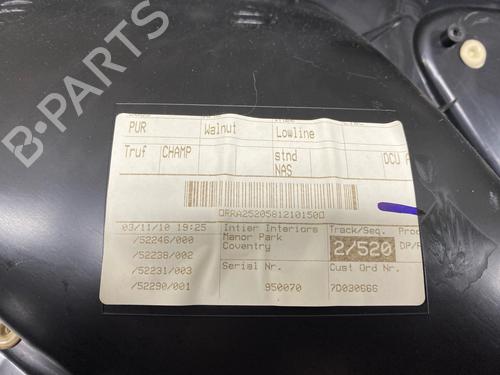 PUR Walnut Lowline
Truf CHAMP stnd DCU
NAS
QRRA25205812101500
03/11/10 19:25 Intier Interiors Track/Seq.
Manor Park
Coventry 2/520 DP/
/52246/000
/52238/002 Serial Nr. Cust Ord Nr.
/52231/003
/52290/001 950070 7D030666
B-PARTS